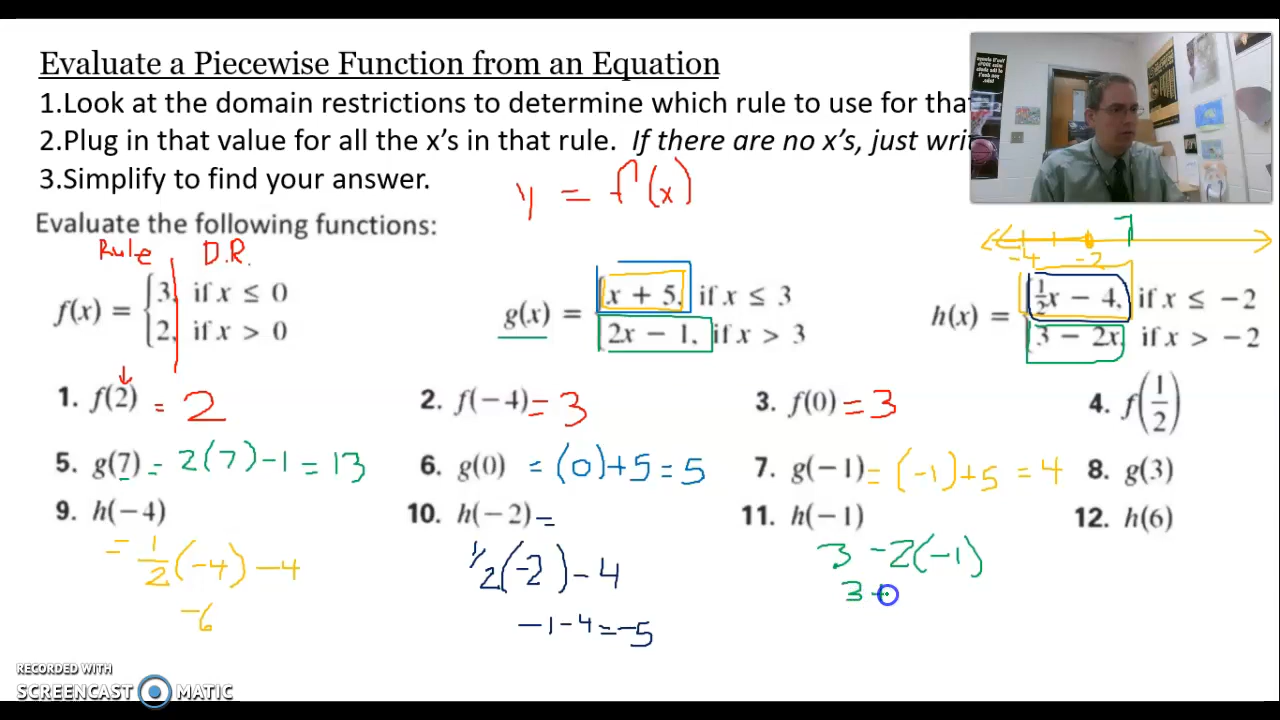 Evaluate a Piecewise Function from an Equation
1.Look at the domain restrictions to determine which rule to use for that
2.Plug in that value for all the x's in that rule. If there are no x's, just writ
3.Simplify to find your answer.
y = f(x)
Evaluate the following functions:
Rule D.R.
-4 -2
f(x) = { 3, if x ≤ 0
2, if x > 0
g(x) = { x + 5, if x ≤ 3
2x − 1, if x > 3
h(x) = { 1/2x − 4, if x ≤ −2
3 − 2x, if x > −2
1. f(2) = 2
2. f(−4) = 3
3. f(0) = 3
4. f(1/2)
5. g(7) = 2(7)-1 = 13
6. g(0) = (0)+5 = 5
7. g(−1) = (-1)+5 = 4
8. g(3)
9. h(−4)
= 1/2(-4)-4
-6
10. h(−2) =
1/2(-2)-4
-1-4=-5
11. h(−1)
3-2(-1)
3+
12. h(6)
RECORDED WITH
SCREENCAST MATIC